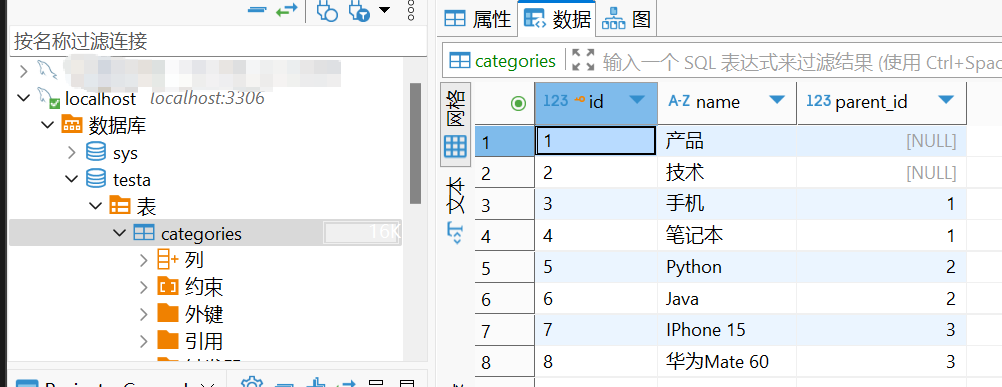 按名称过滤连接
localhost localhost:3306
数据库
sys
testa
表
categories 16K
列
约束
外键
引用
属性 数据 图
categories 输入一个 SQL 表达式来过滤结果 (使用 Ctrl+Spac
网格
文本
123 id A-Z name 123 parent_id
1 1 产品 [NULL]
2 2 技术 [NULL]
3 3 手机 1
4 4 笔记本 1
5 5 Python 2
6 6 Java 2
7 7 IPhone 15 3
8 8 华为Mate 60 3